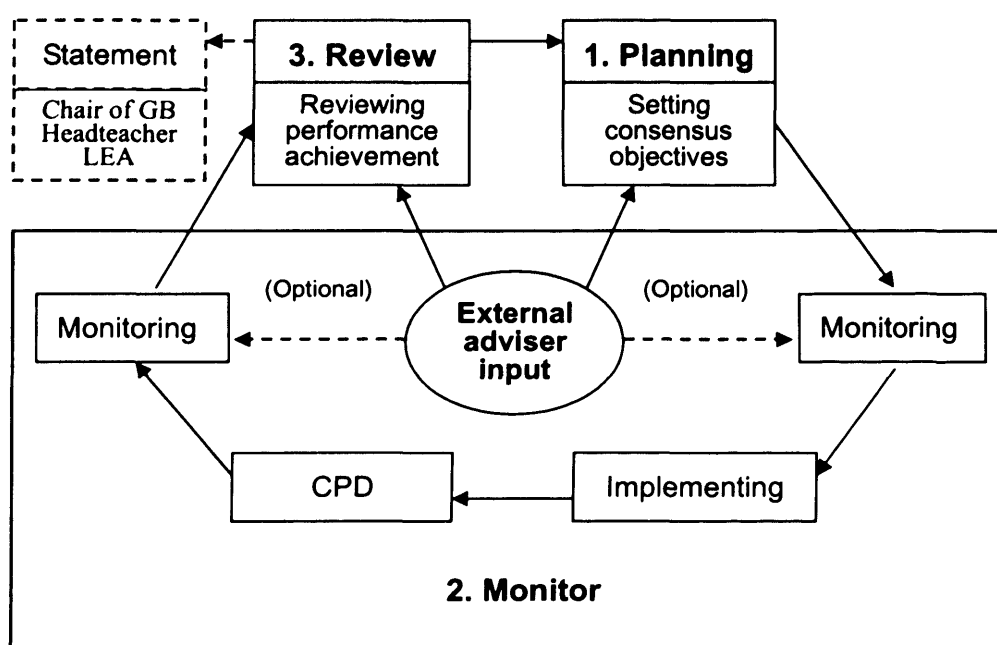 Statement
Chair of GB
Headteacher
LEA
3. Review
Reviewing
performance
achievement
1. Planning
Setting
consensus
objectives
(Optional)
(Optional)
Monitoring
External
adviser
input
Monitoring
CPD
Implementing
2. Monitor